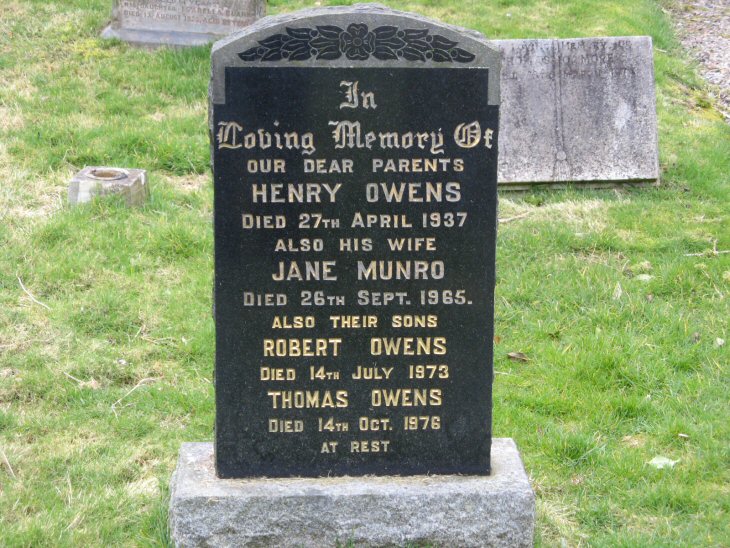 In
Loving Memory Of
OUR DEAR PARENTS
HENRY OWENS
DIED 27TH APRIL 1937
ALSO HIS WIFE
JANE MUNRO
DIED 26TH SEPT. 1965.
ALSO THEIR SONS
ROBERT OWENS
DIED 14TH JULY 1973
THOMAS OWENS
DIED 14TH OCT. 1976
AT REST